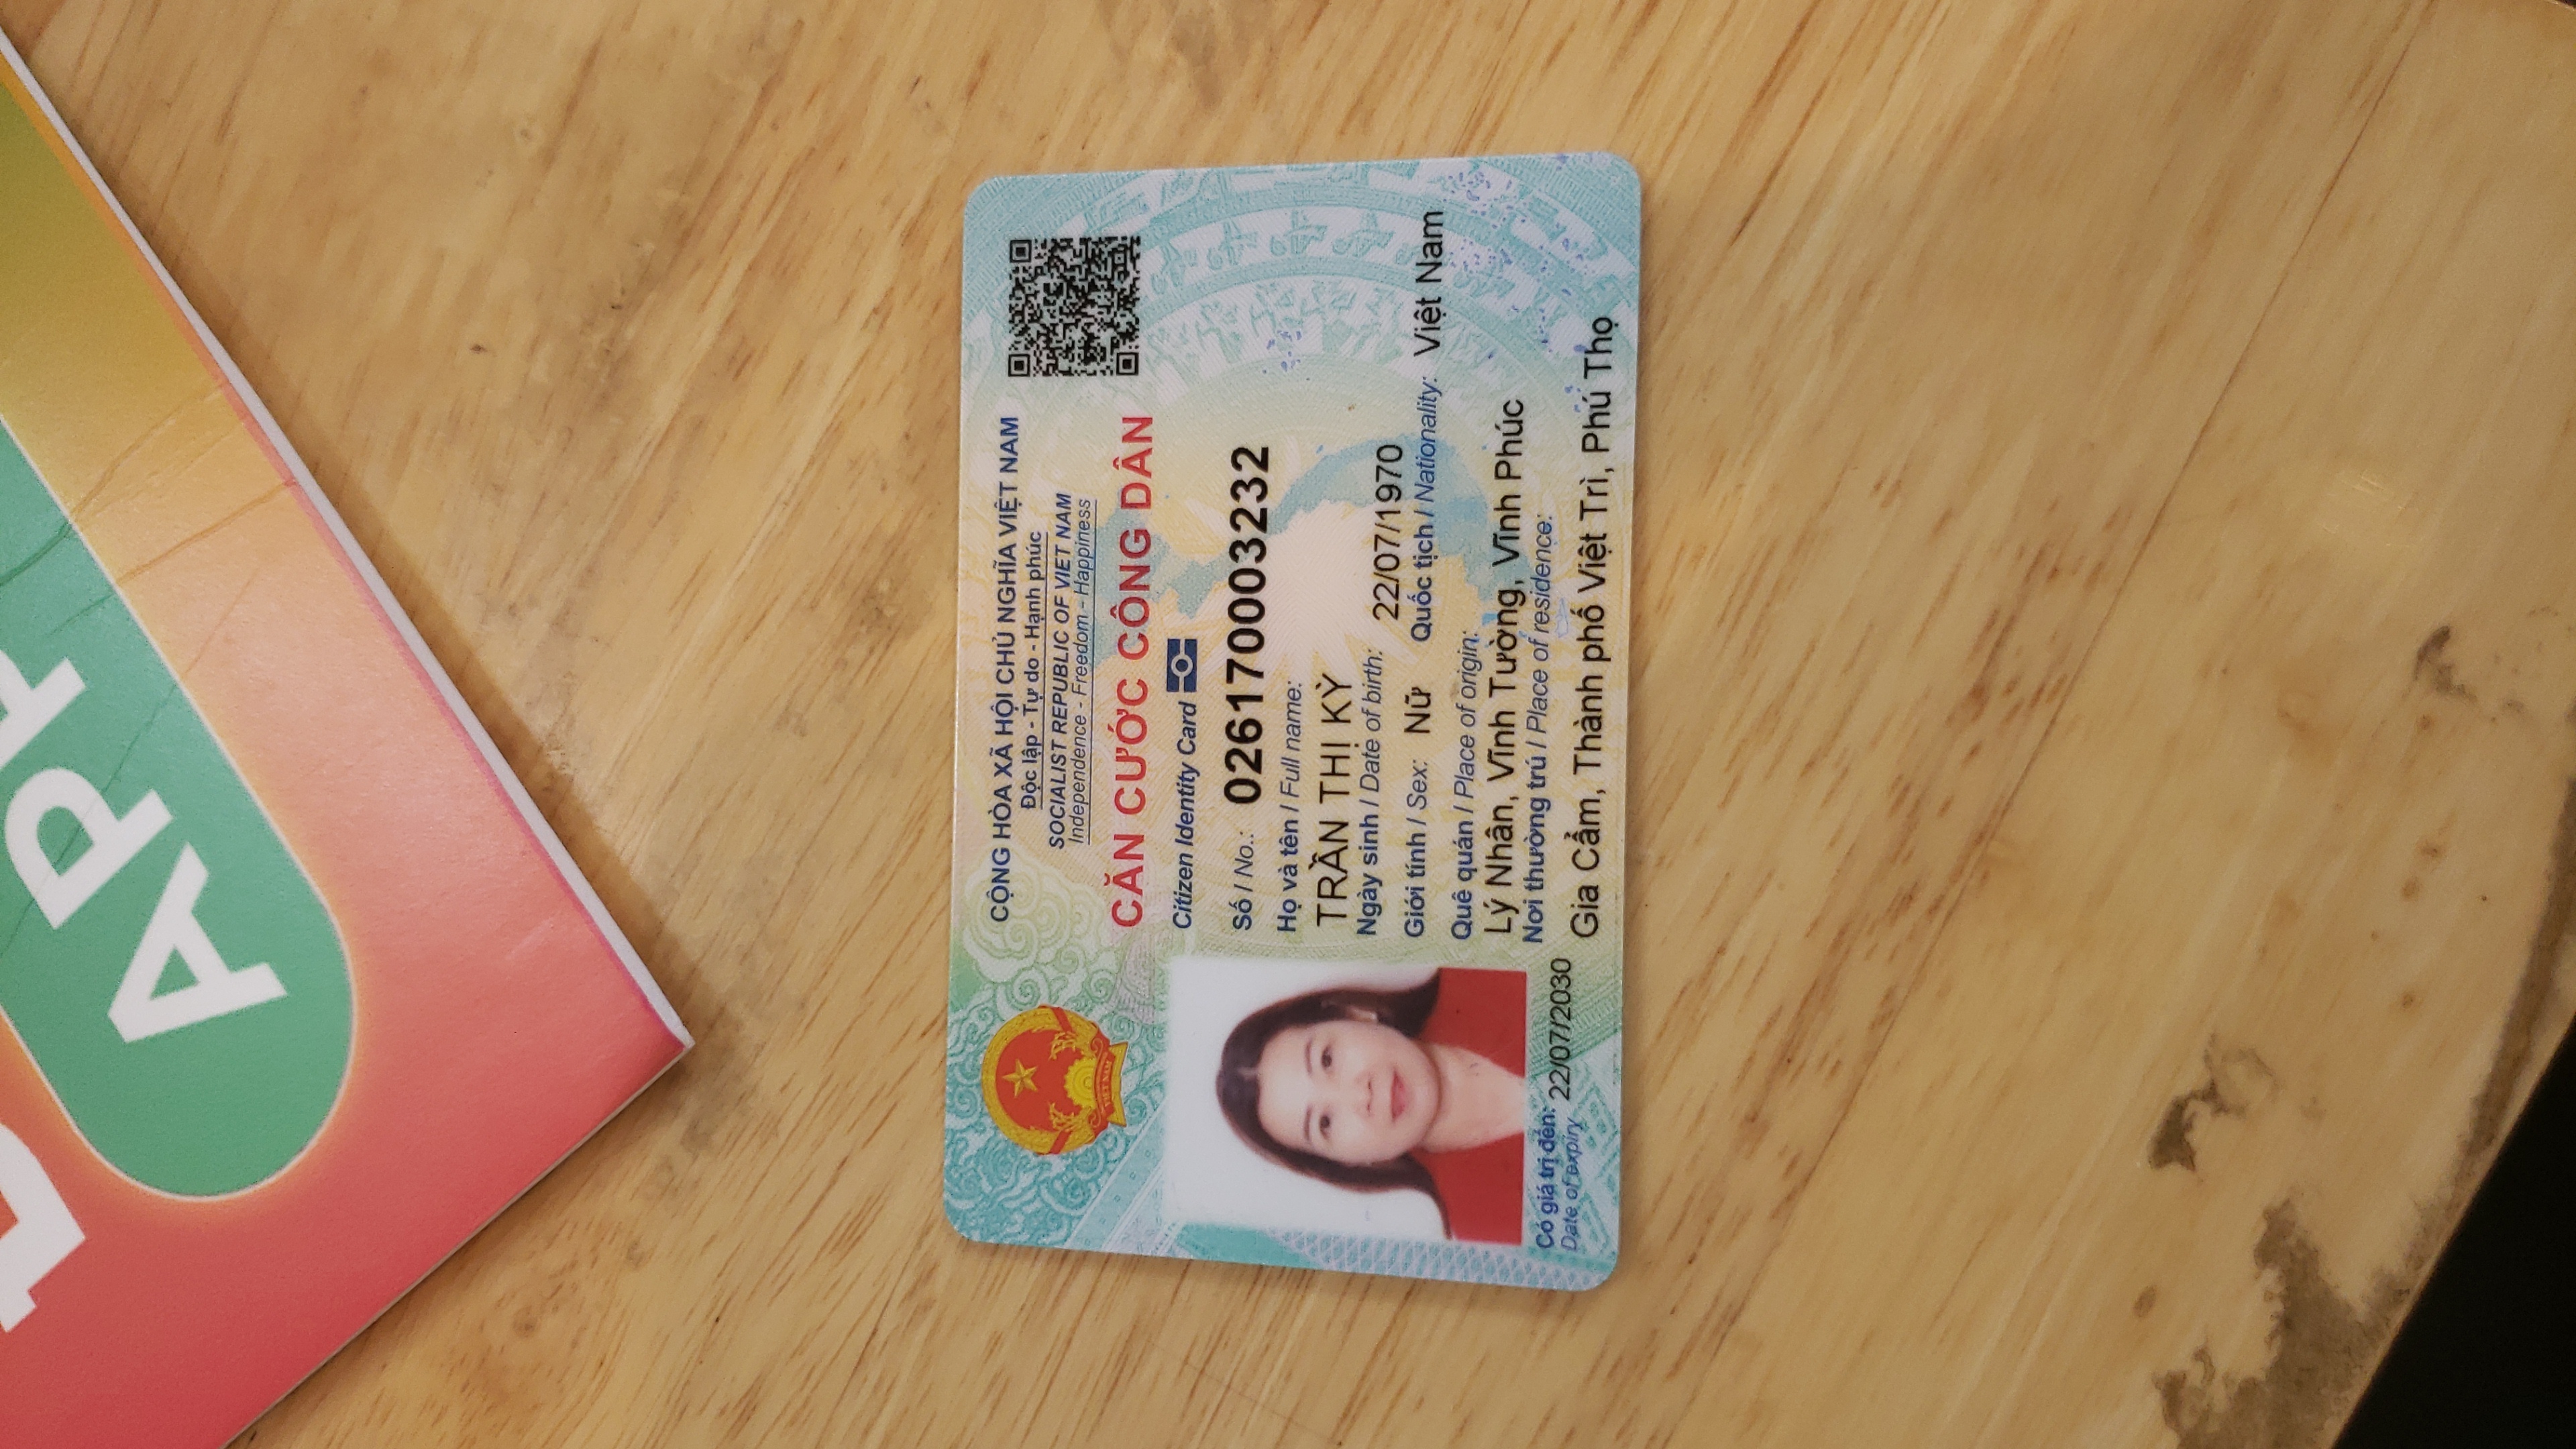 APP
CỘNG HÒA XÃ HỘI CHỦ NGHĨA VIỆT NAM
Độc lập - Tự do - Hạnh phúc
SOCIALIST REPUBLIC OF VIET NAM
Independence - Freedom - Happiness
VIỆT NAM
CĂN CƯỚC CÔNG DÂN
Citizen Identity Card
Số / No.: 026170003232
Họ và tên / Full name:
TRẦN THỊ KỲ
Ngày sinh / Date of birth: 22/07/1970
Giới tính / Sex: Nữ Quốc tịch / Nationality: Việt Nam
Quê quán / Place of origin:
Lý Nhân, Vĩnh Tường, Vĩnh Phúc
Nơi thường trú / Place of residence:
Gia Cẩm, Thành phố Việt Trì, Phú Thọ
Có giá trị đến: 22/07/2030
Date of expiry